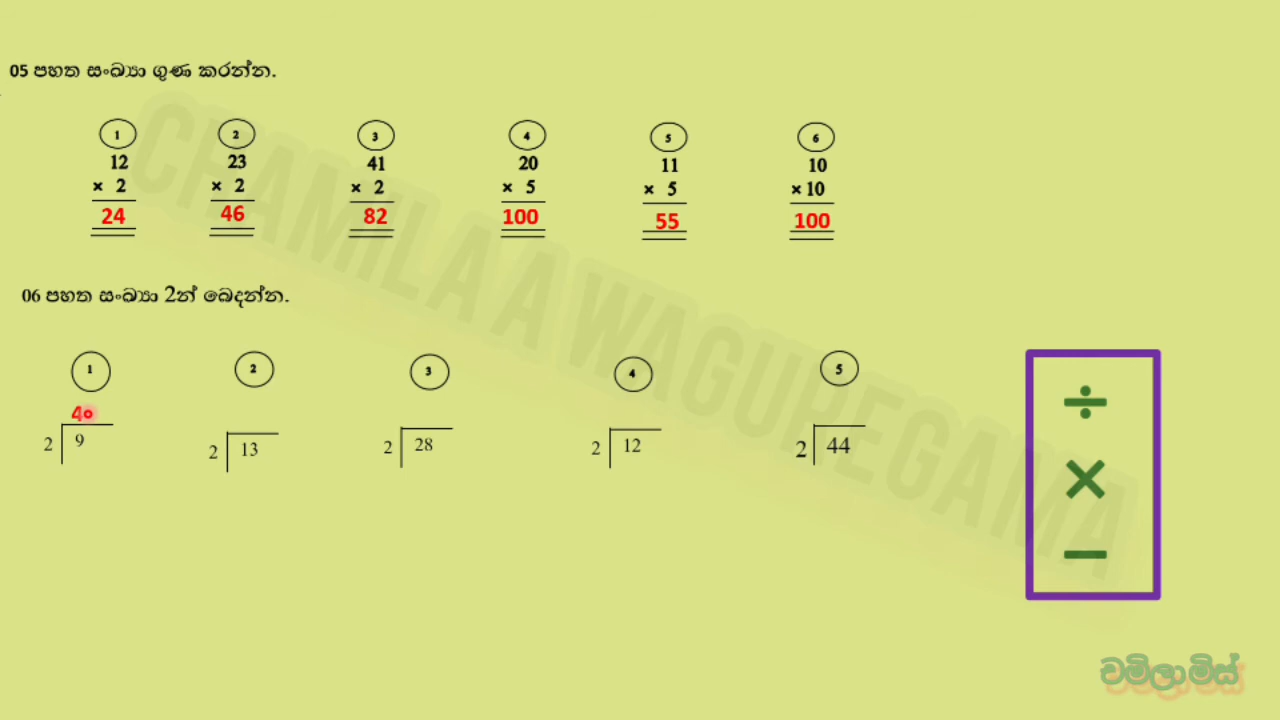 05 පහත සංඛ්‍යා ගුණ කරන්න.
1 2 3 4 5 6
12 23 41 20 11 10
× 2 × 2 × 2 × 5 × 5 ×10
24 46 82 100 55 100
06 පහත සංඛ්‍යා 2න් බෙදන්න.
1 2 3 4 5
4
2 9 2 13 2 28 2 12 2 44
÷
×
−
CHAMILA A WAGUREGAMA
චමිලා මිස්